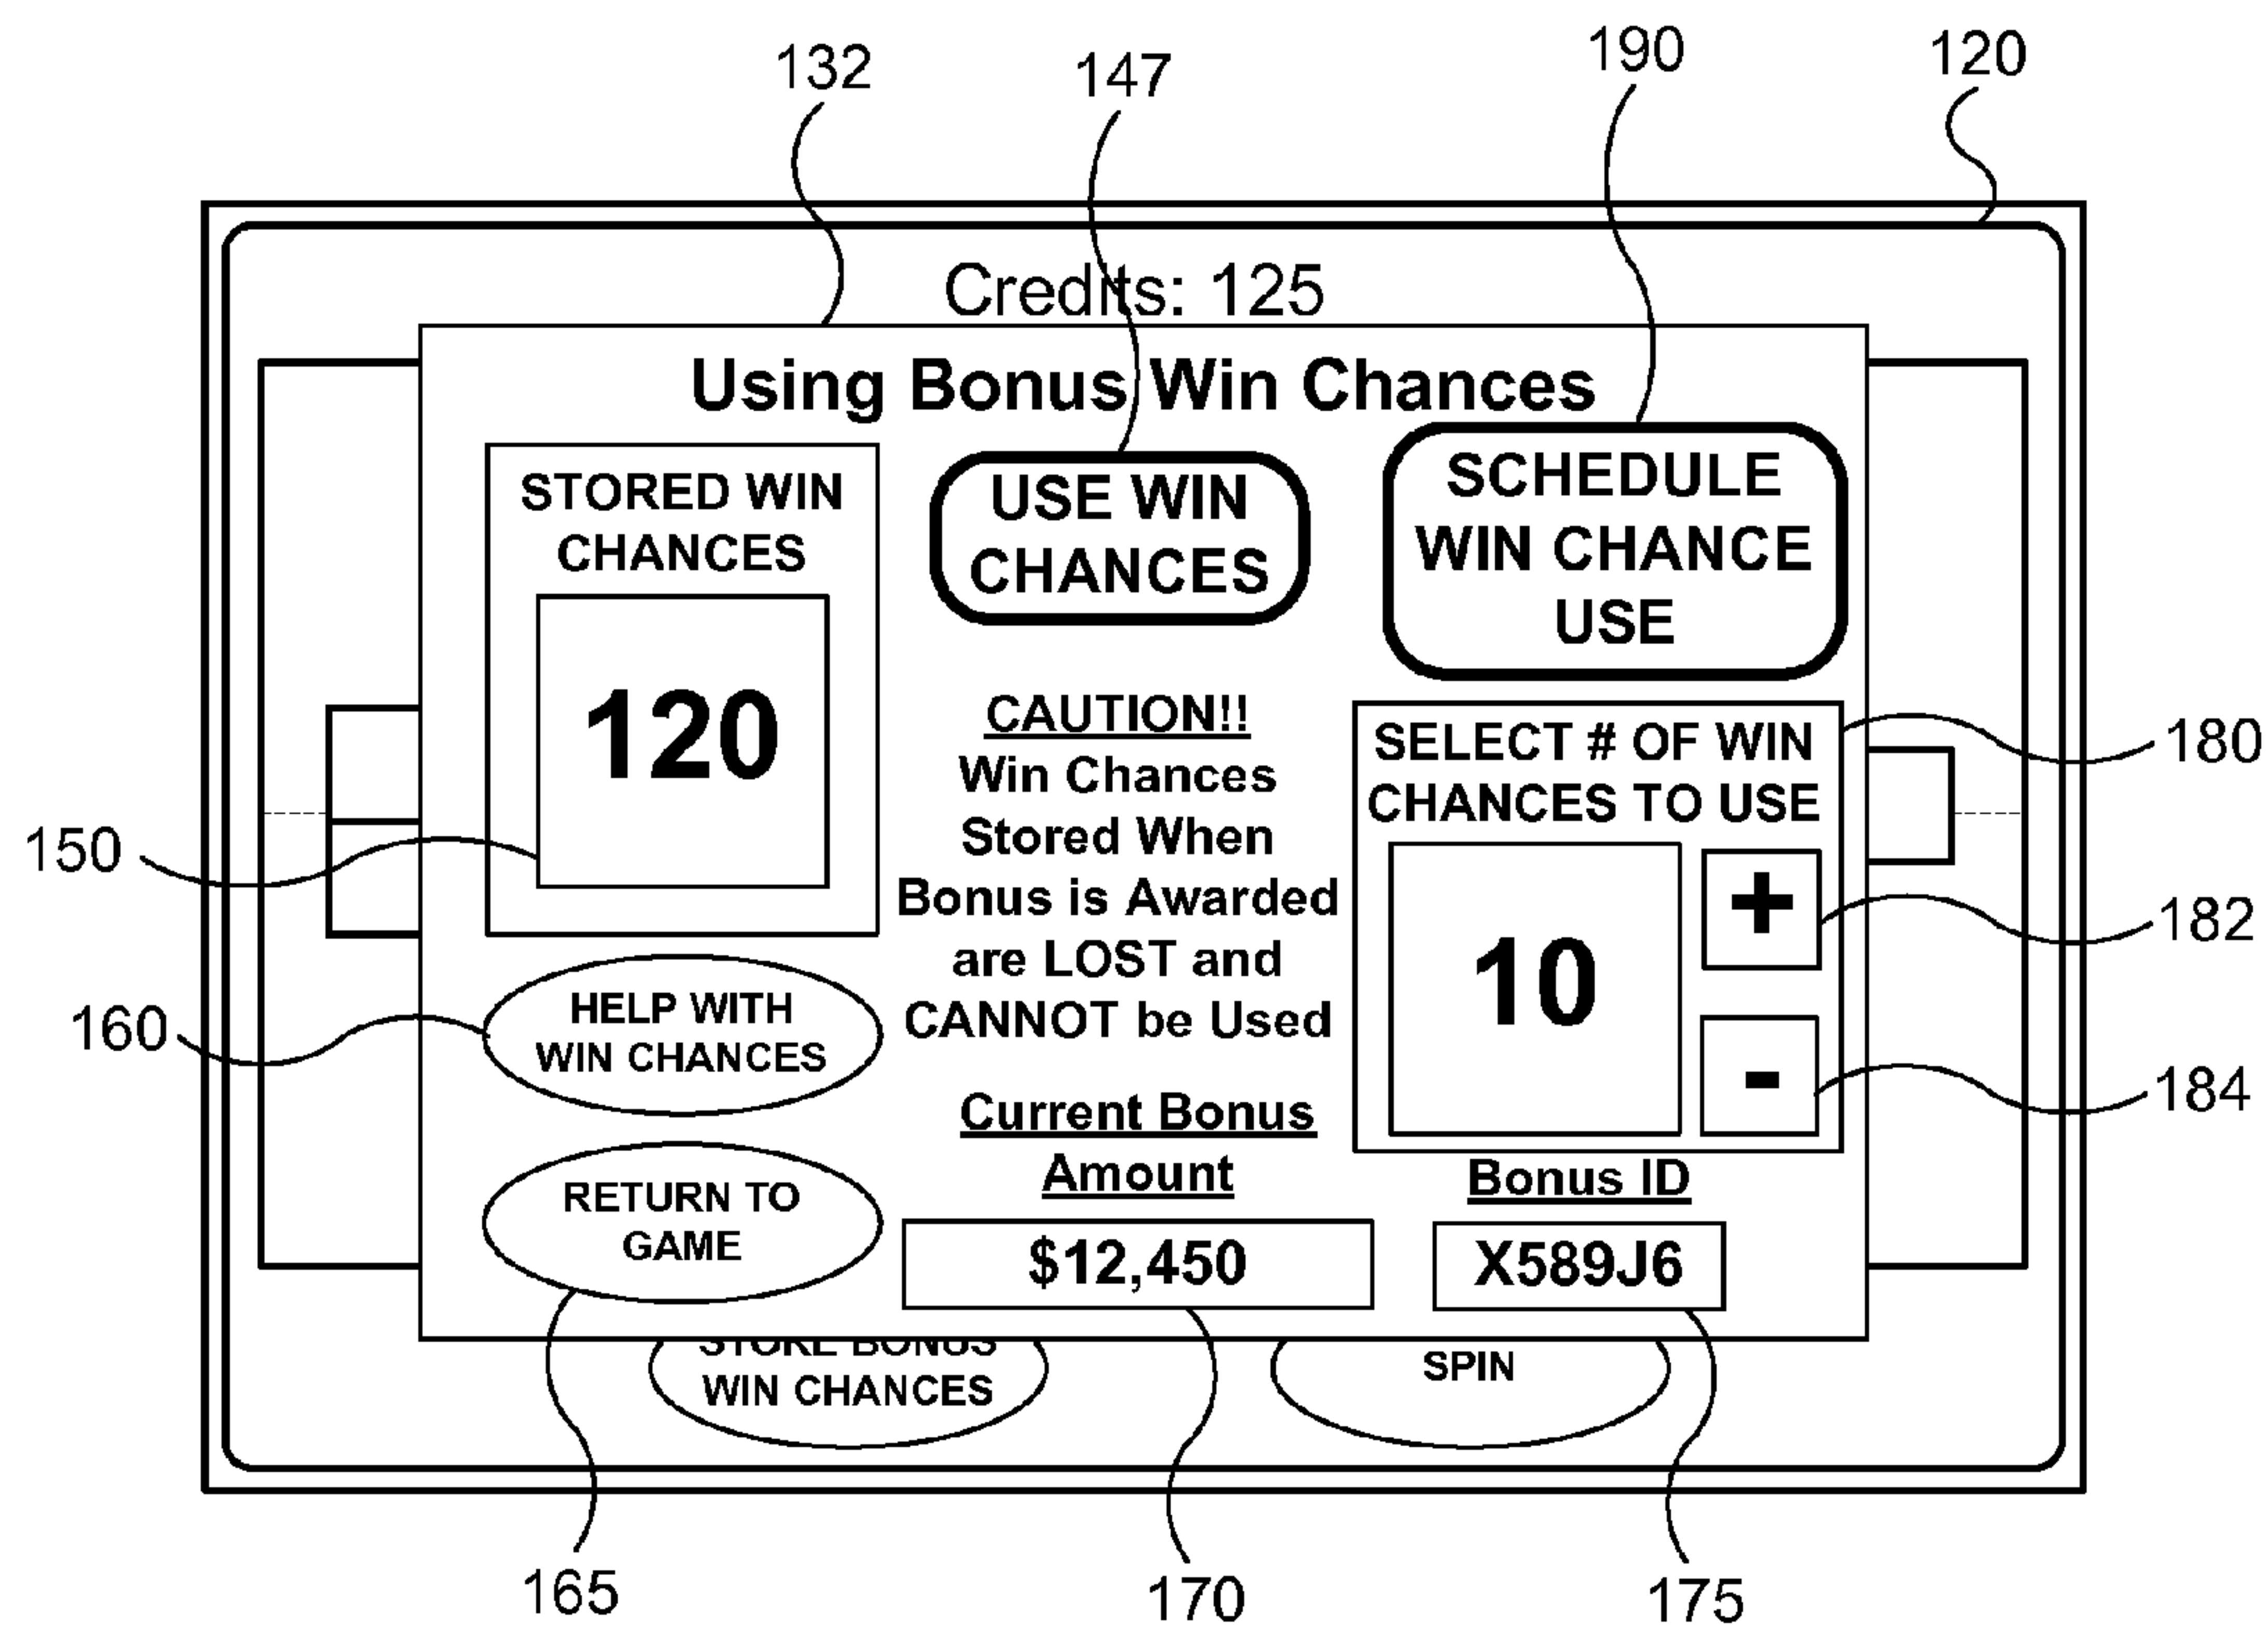 132
147
190
120
Credits: 125
Using Bonus Win Chances
STORED WIN
CHANCES
120
USE WIN
CHANCES
SCHEDULE
WIN CHANCE
USE
CAUTION!!
Win Chances
Stored When
Bonus is Awarded
are LOST and
CANNOT be Used
SELECT # OF WIN
CHANCES TO USE
10
+
-
180
182
184
150
160
HELP WITH
WIN CHANCES
RETURN TO
GAME
Current Bonus
Amount
$12,450
Bonus ID
X589J6
STORE BONUS
WIN CHANCES
SPIN
165
170
175